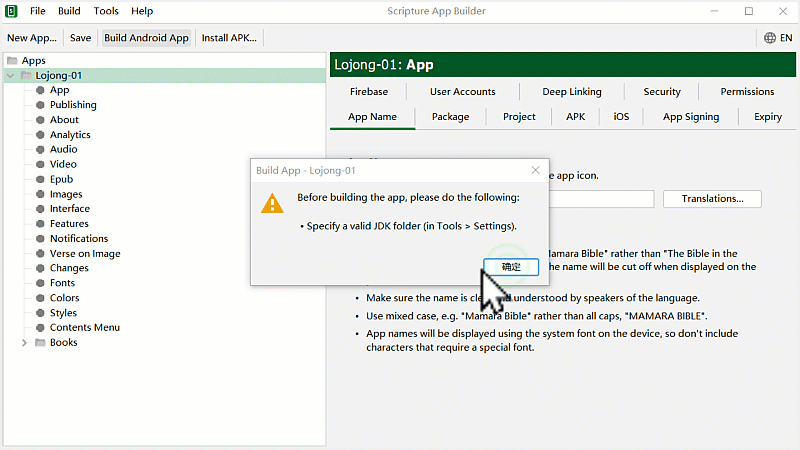 File Build Tools Help Scripture App Builder
New App... Save Build Android App Install APK... EN
Apps
Lojong-01
App
Publishing
About
Analytics
Audio
Video
Epub
Images
Interface
Features
Notifications
Verse on Image
Changes
Fonts
Colors
Styles
Contents Menu
Books
Lojong-01: App
Firebase User Accounts Deep Linking Security Permissions
App Name Package Project APK iOS App Signing Expiry
e app icon.
Translations...
Build App - Lojong-01
Before building the app, please do the following:
• Specify a valid JDK folder (in Tools > Settings).
确定
Mamara Bible" rather than "The Bible in the
the name will be cut off when displayed on the
• Make sure the name is cle nd understood by speakers of the language.
• Use mixed case, e.g. "Mamara Bible" rather than all caps, "MAMARA BIBLE".
• App names will be displayed using the system font on the device, so don't include
characters that require a special font.